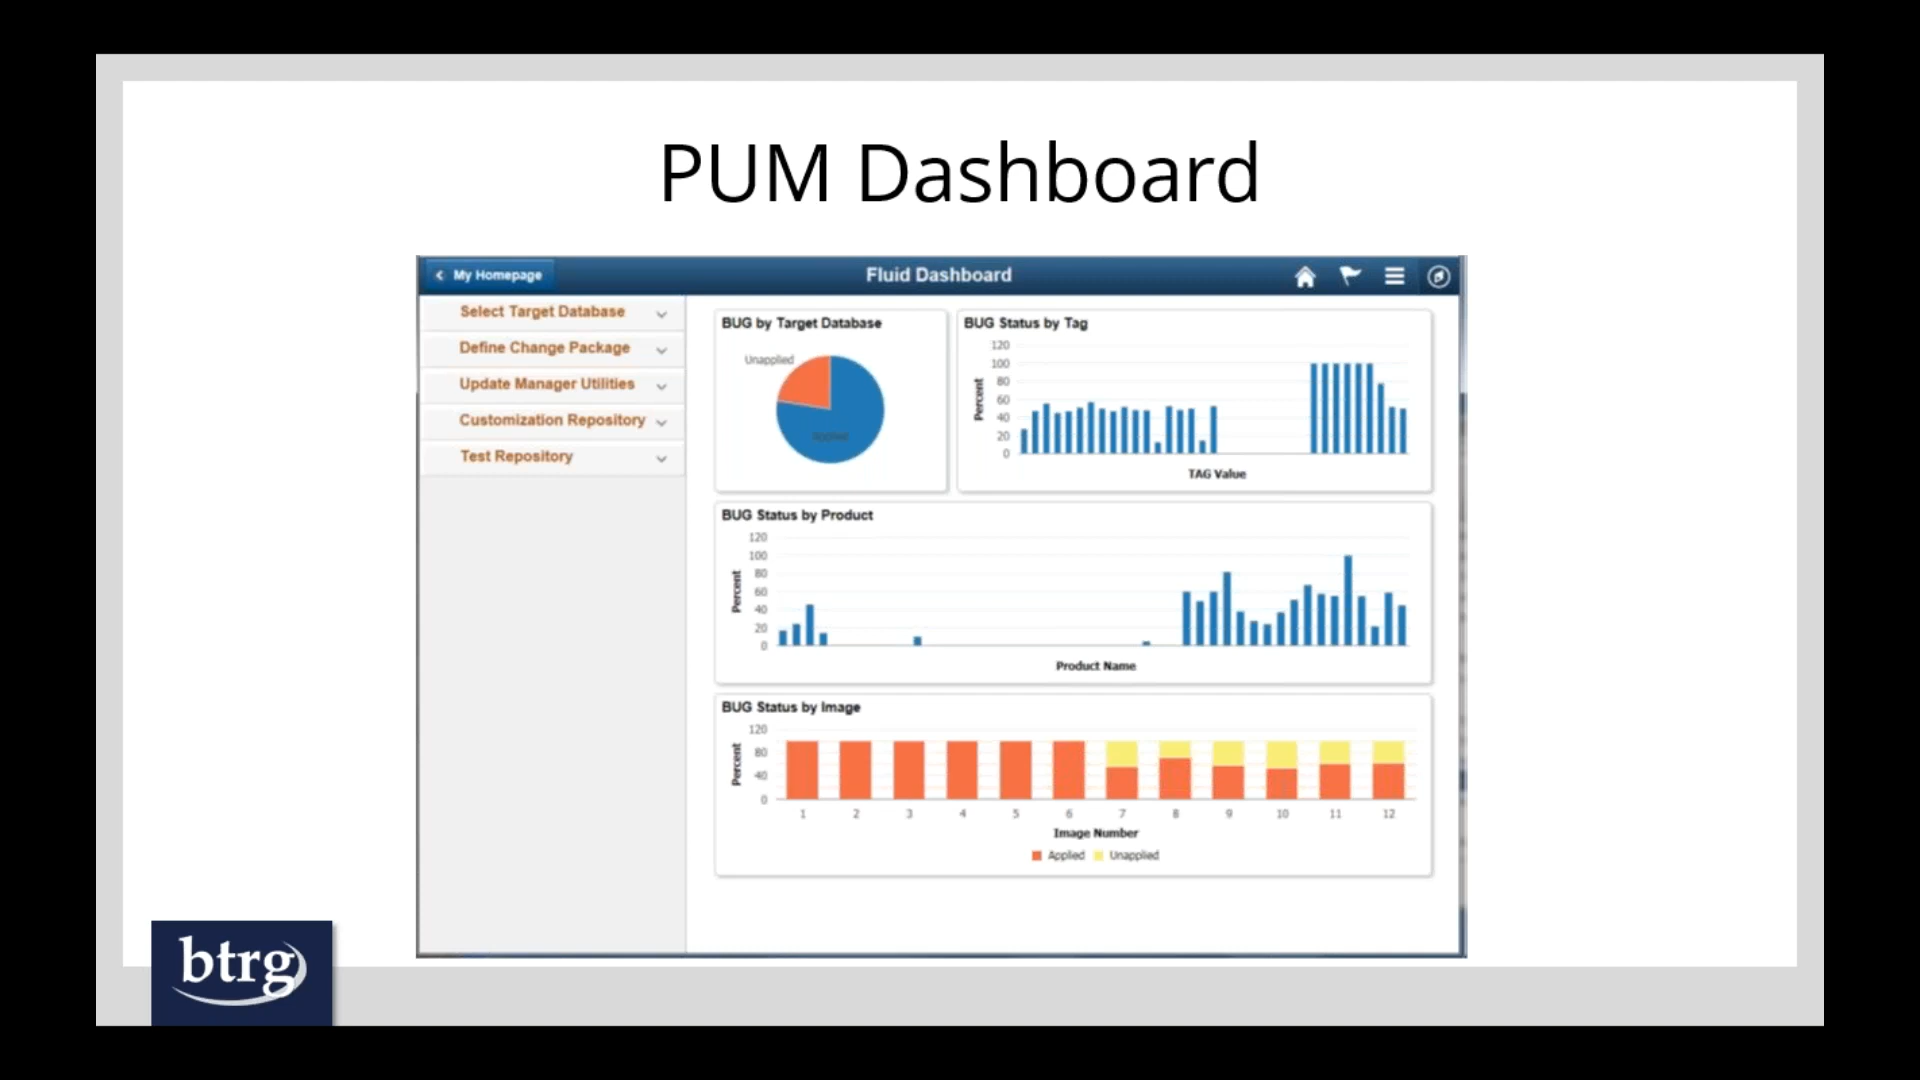 PUM Dashboard
My Homepage
Fluid Dashboard
Select Target Database
Define Change Package
Update Manager Utilities
Customization Repository
Test Repository
BUG by Target Database
Unapplied
Applied
BUG Status by Tag
Percent
120
100
80
60
40
20
0
TAG Value
BUG Status by Product
Percent
120
100
80
60
40
20
0
Product Name
BUG Status by Image
Percent
120
80
40
0
1 2 3 4 5 6 7 8 9 10 11 12
Image Number
Applied Unapplied
btrg